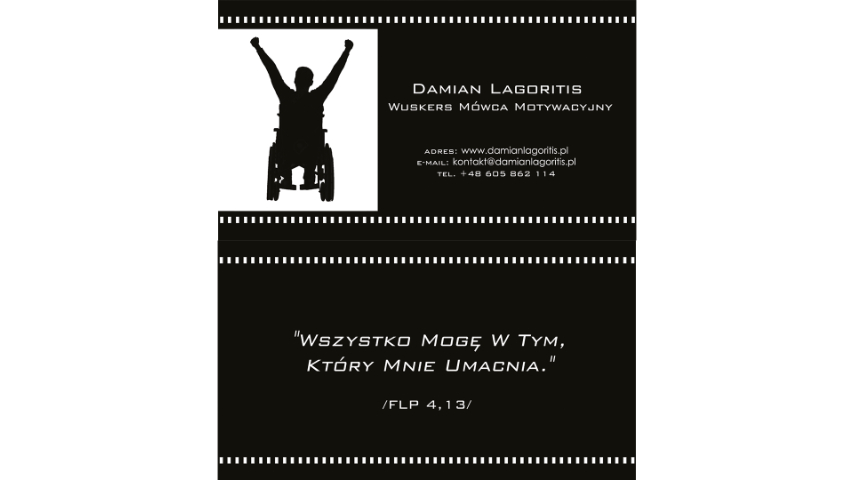 Damian Lagoritis
Wuskers Mówca Motywacyjny
adres: www.damianlagoritis.pl
e-mail: kontakt@damianlagoritis.pl
tel. +48 605 862 114
"Wszystko Mogę W Tym,
Który Mnie Umacnia."
/FLP 4,13/